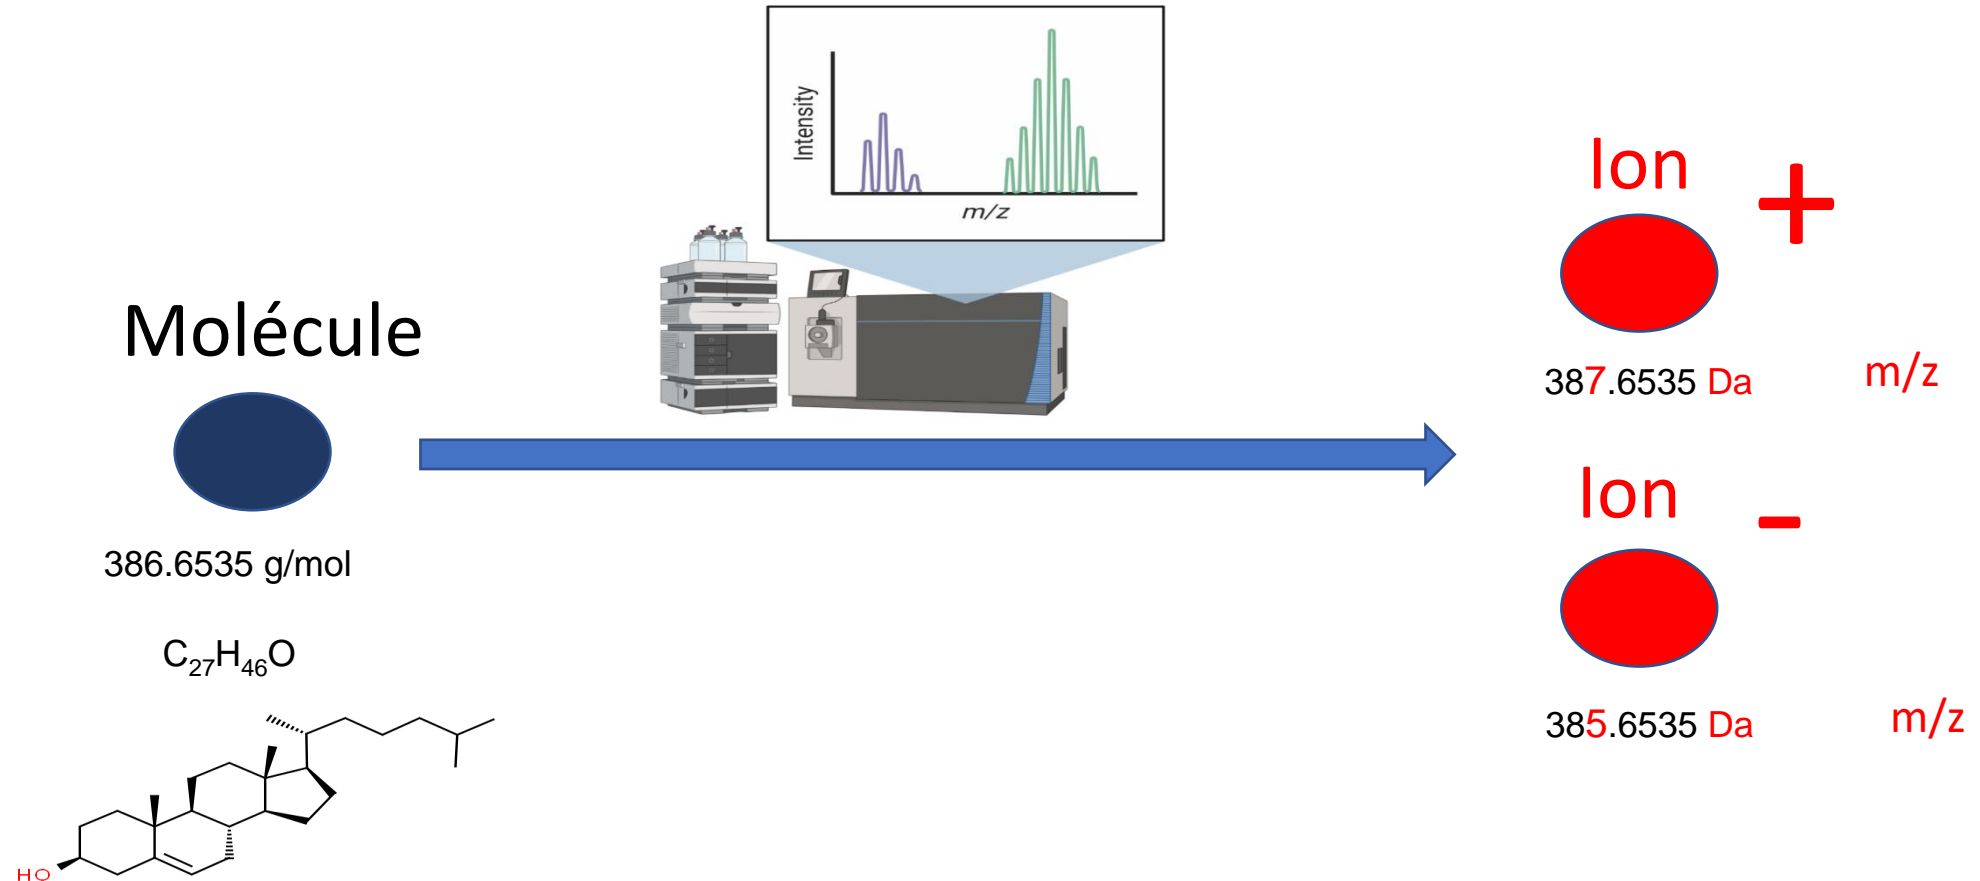 Molécule
386.6535 g/mol
C₂₇H₄₆O
HO
Intensity
m/z
Ion +
387.6535 Da m/z
Ion -
385.6535 Da m/z